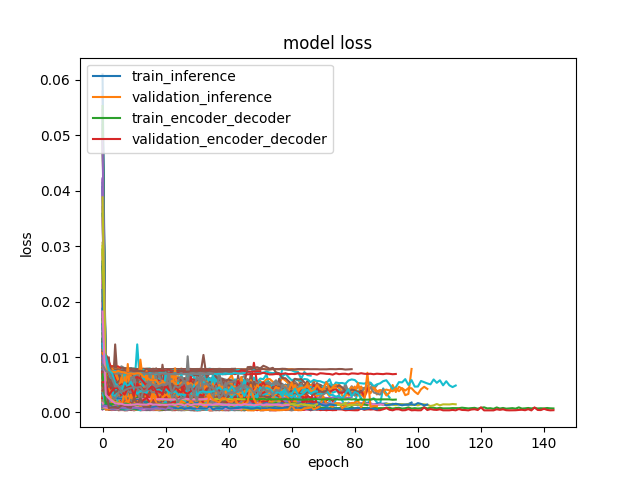 model loss
train_inference
validation_inference
train_encoder_decoder
validation_encoder_decoder
0.06
0.05
0.04
0.03
0.02
0.01
0.00
loss
0 20 40 60 80 100 120 140
epoch